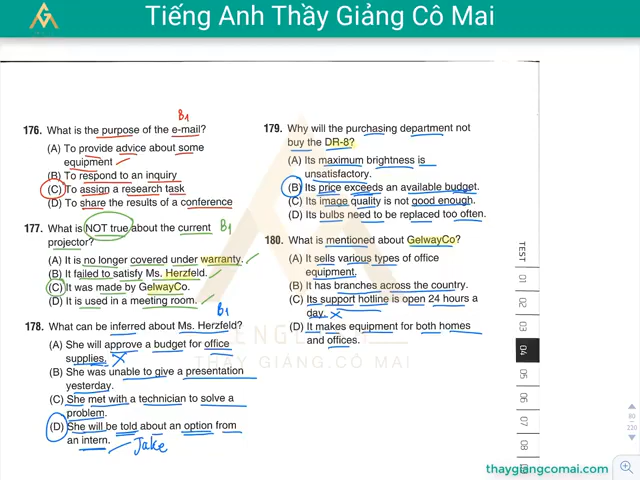 Tiếng Anh Thầy Giảng Cô Mai
B1
176. What is the purpose of the e-mail?
(A) To provide advice about some
equipment
(B) To respond to an inquiry
(C) To assign a research task
(D) To share the results of a conference
177. What is NOT true about the current
projector?
B1
(A) It is no longer covered under warranty.
(B) It failed to satisfy Ms. Herzfeld.
(C) It was made by GelwayCo.
(D) It is used in a meeting room.
B1
178. What can be inferred about Ms. Herzfeld?
(A) She will approve a budget for office
supplies.
(B) She was unable to give a presentation
yesterday.
(C) She met with a technician to solve a
problem.
(D) She will be told about an option from
an intern.
Jake
179. Why will the purchasing department not
buy the DR-8?
(A) Its maximum brightness is
unsatisfactory.
(B) Its price exceeds an available budget.
(C) Its image quality is not good enough.
(D) Its bulbs need to be replaced too often.
180. What is mentioned about GelwayCo?
(A) It sells various types of office
equipment.
(B) It has branches across the country.
(C) Its support hotline is open 24 hours a
day.
(D) It makes equipment for both homes
and offices.
THẦY GIẢNG CÔ MAI
TEST
01
02
03
04
05
06
07
08
thaygiangcomai.com